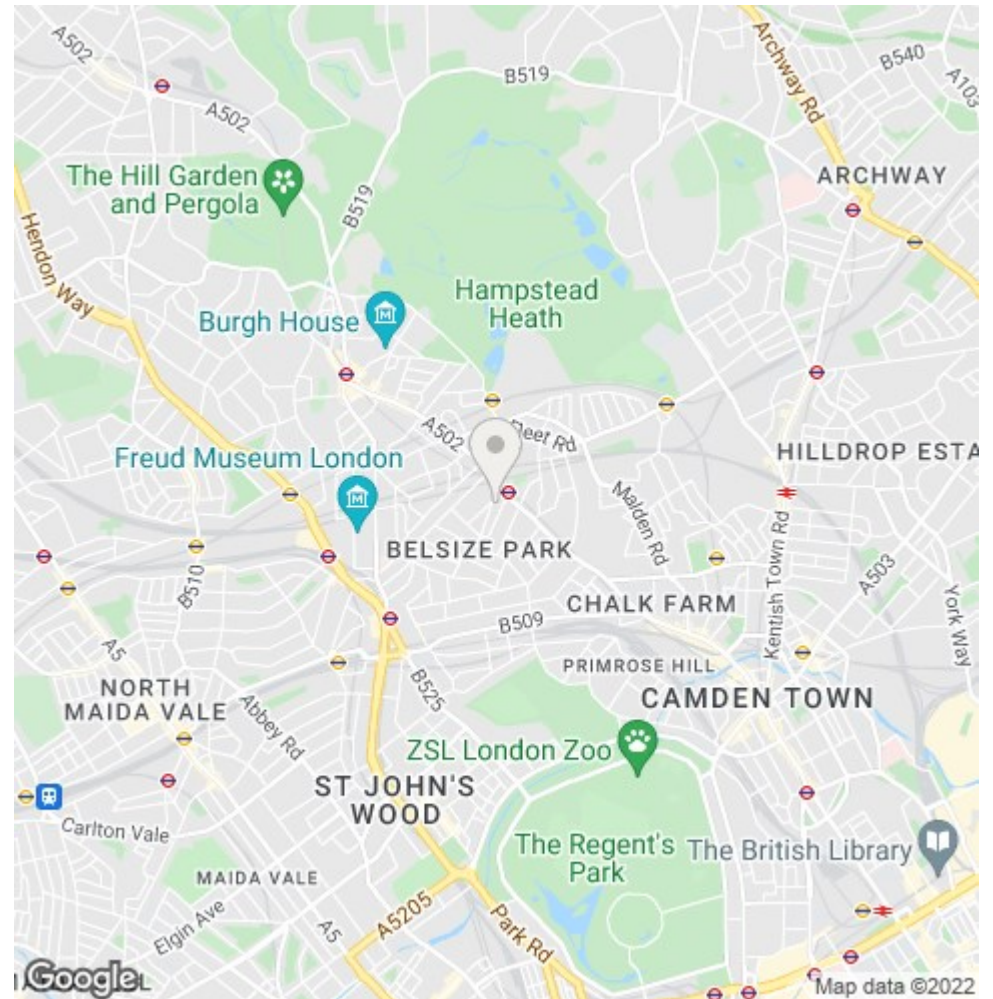 A502
B519
B540
A103
Archway Rd
A502
The Hill Garden
and Pergola
B519
ARCHWAY
Hendon Way
Hampstead
Heath
Burgh House
A502
Rd
Freud Museum London
HILLDROP ESTA
Malden Rd
Kentish Town Rd
BELSIZE PARK
B510
A503
CHALK FARM
York Way
B509
A5
PRIMROSE HILL
B525
NORTH
MAIDA VALE
CAMDEN TOWN
Abbey Rd
ZSL London Zoo
ST JOHN'S
WOOD
Carlton Vale
The Regent's
Park
The British Library
MAIDA VALE
Elgin Ave
A5
A5205
Park Rd
Google
Map data ©2022